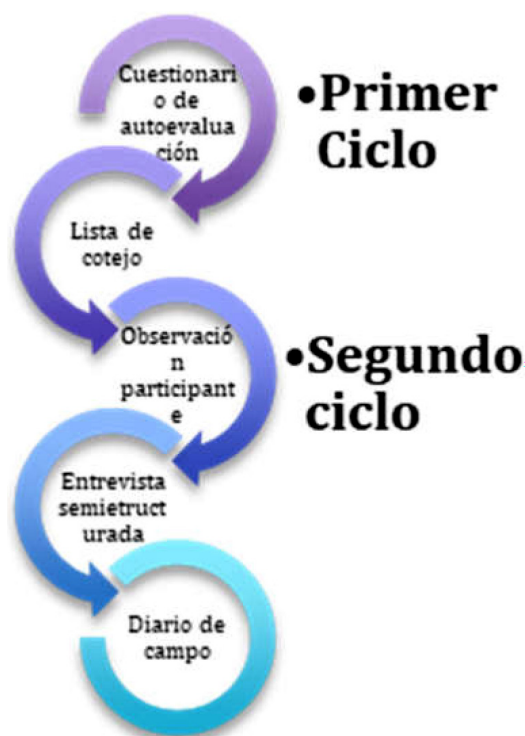 Cuestionari
o de
autoevalua
ción
•Primer
Ciclo
Lista de
cotejo
Observació
n
participant
e
•Segundo
ciclo
Entrevista
semietruct
urada
Diario de
campo